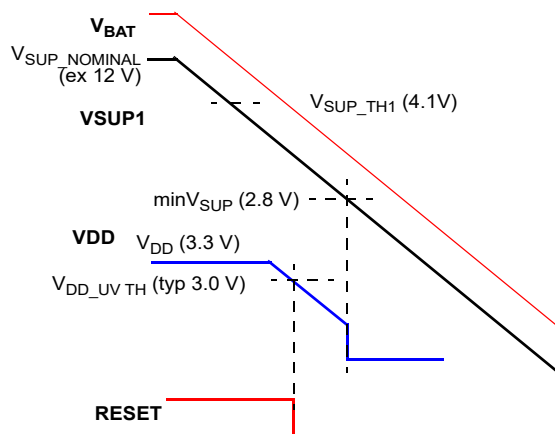 VBAT
VSUP_NOMINAL
(ex 12 V)
VSUP_TH1 (4.1V)
VSUP1
minVSUP (2.8 V)
VDD
VDD (3.3 V)
VDD_UV TH (typ 3.0 V)
RESET